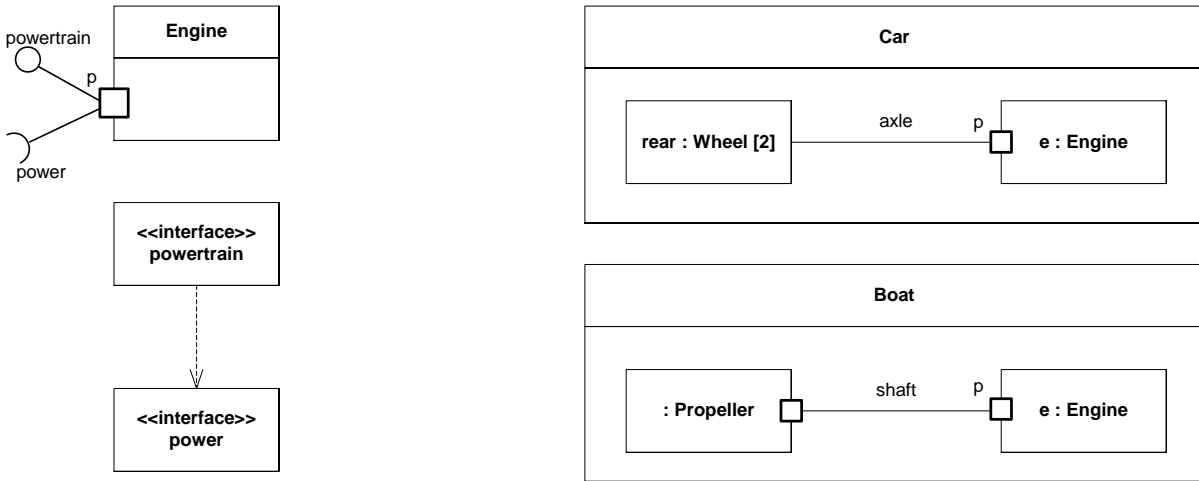 Engine
powertrain
p
power
<<interface>>
powertrain
<<interface>>
power
Car
rear : Wheel [2]
axle
p
e : Engine
Boat
: Propeller
shaft
p
e : Engine